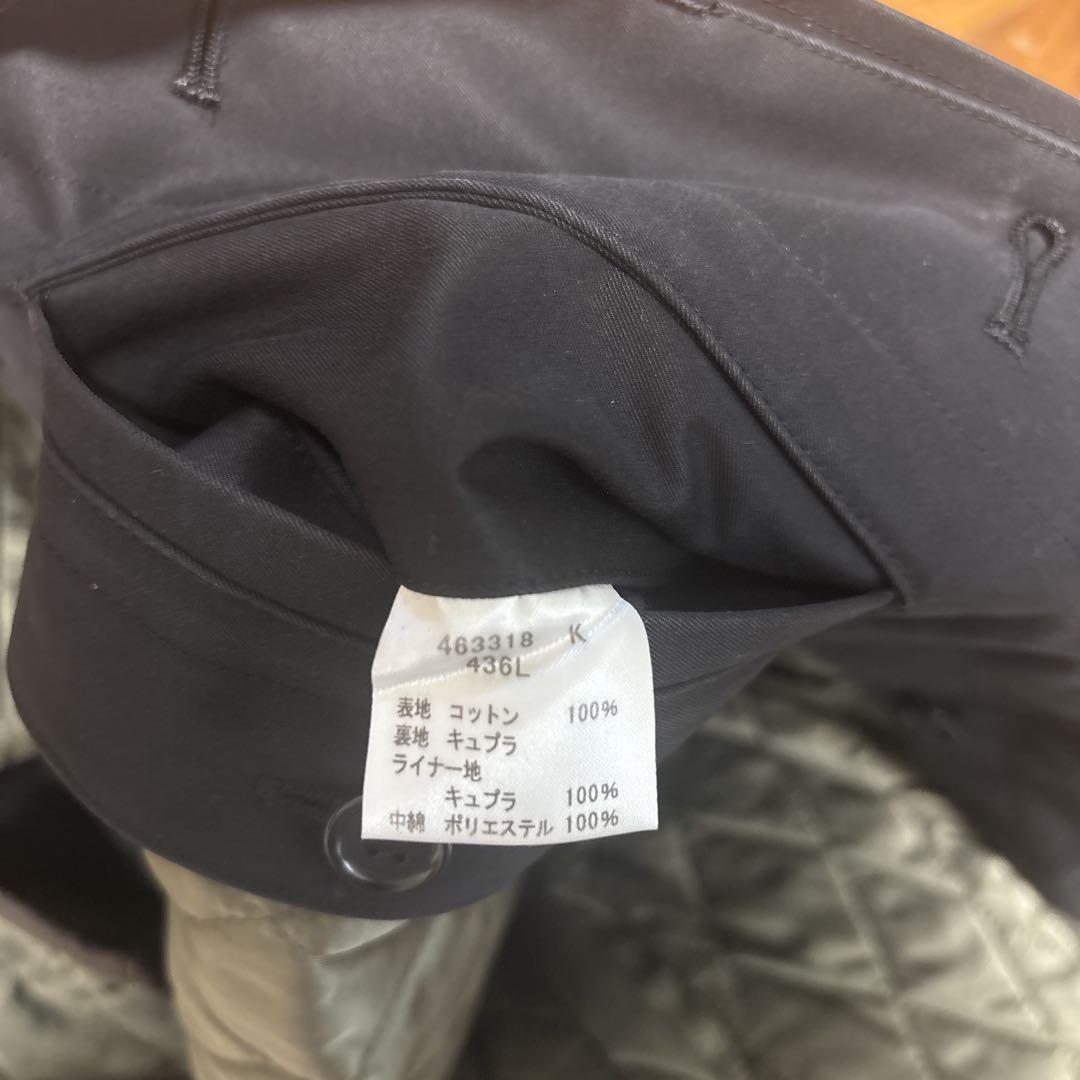 463318 K
436L
表地 コットン 100%
裏地 キュプラ
ライナー地
キュプラ 100%
中綿 ポリエステル 100%